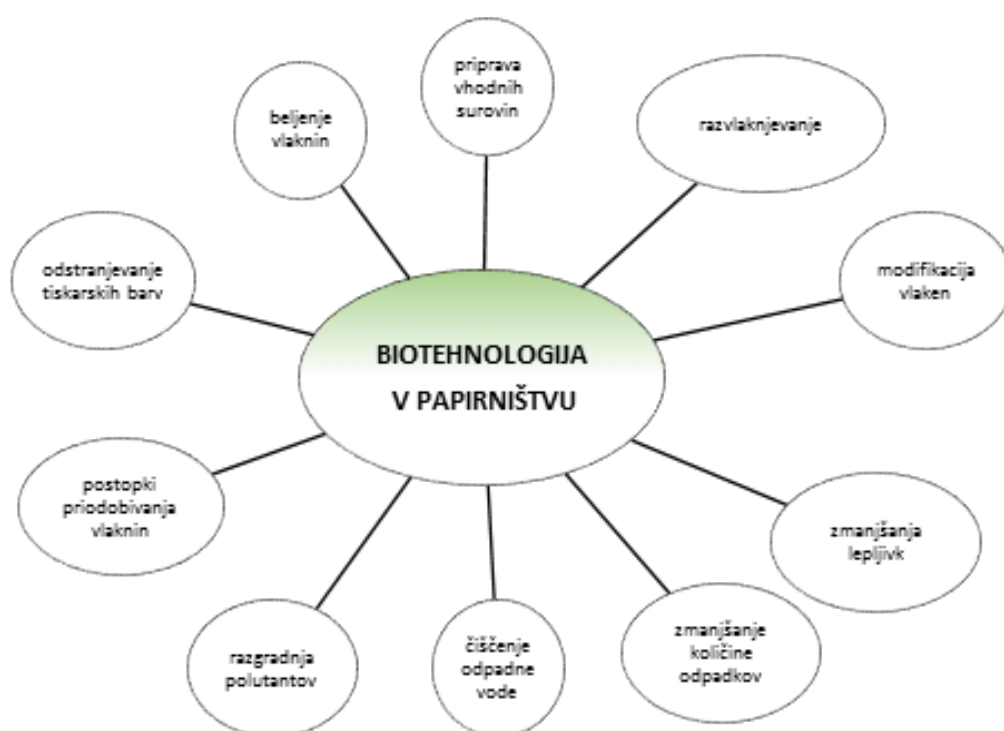 priprava
vhodnih
surovin
beljenje
vlaknin
razvlaknjevanje
odstranjevanje
tiskarskih barv
modifikacija
vlaken
BIOTEHNOLOGIJA
V PAPIRNIŠTVU
postopki
priodobivanja
vlaknin
zmanjšanja
lepljivk
razgradnja
polutantov
čiščenje
odpadne
vode
zmanjšanje
količine
odpadkov